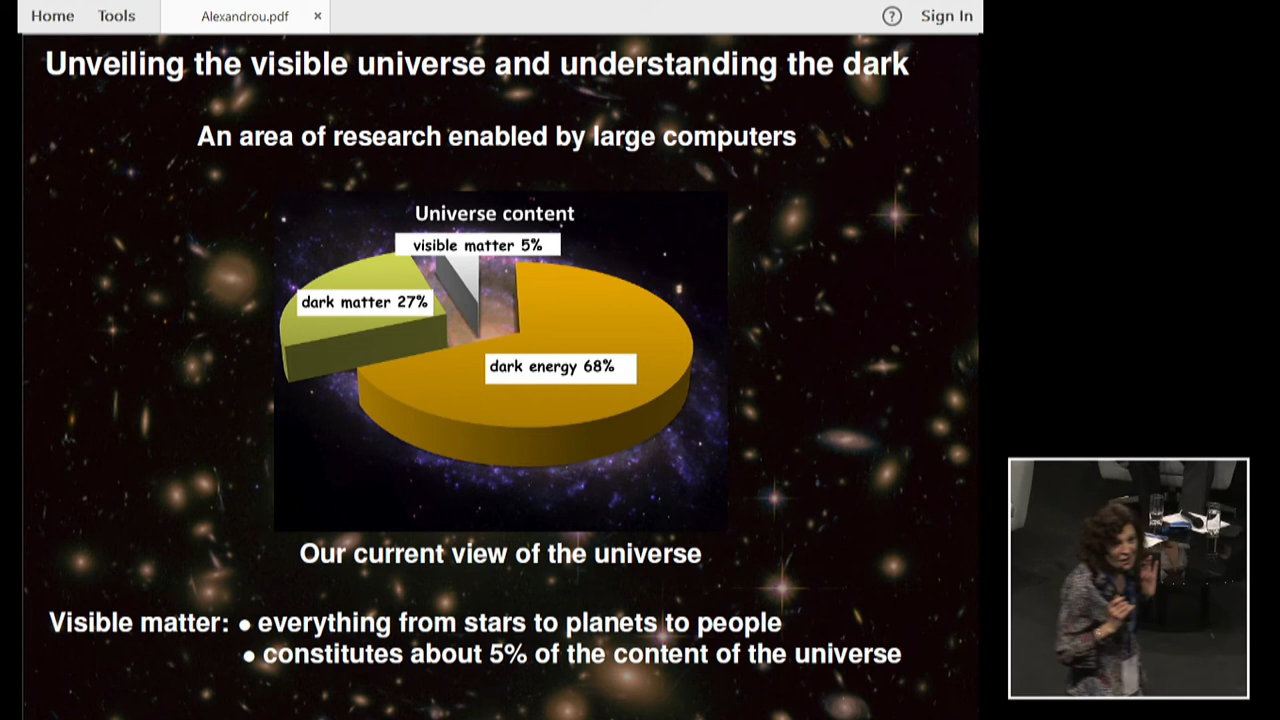 Home Tools Alexandrou.pdf × ? Sign In
Unveiling the visible universe and understanding the dark
An area of research enabled by large computers
Universe content
visible matter 5%
dark matter 27%
dark energy 68%
Our current view of the universe
Visible matter: • everything from stars to planets to people
• constitutes about 5% of the content of the universe